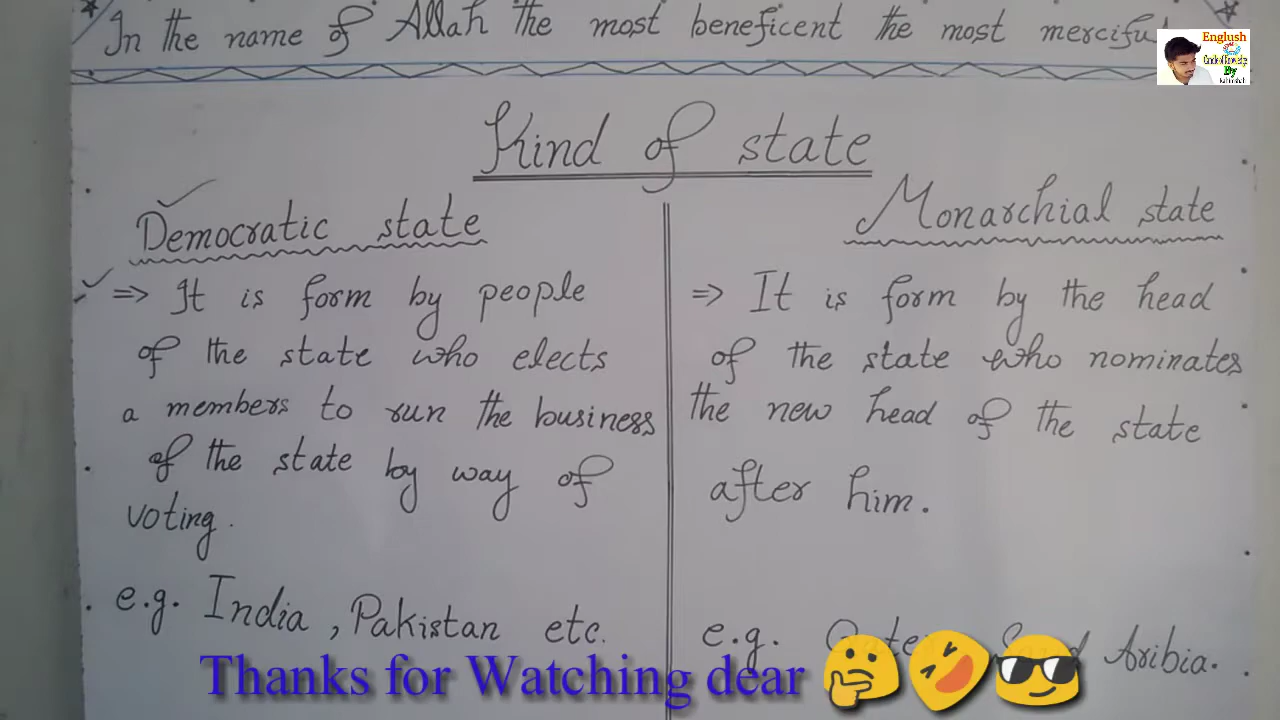 In the name of Allah the most beneficent the most merciful
Englush
By
Kind of state
Democratic state
⇒ It is form by people
of the state who elects
a members to run the business
of the state by way of
voting.
e.g. India, Pakistan etc.
Monarchial state
⇒ It is form by the head
of the state who nominates
the new head of the state
after him.
e.g. Aribia.
Thanks for Watching dear